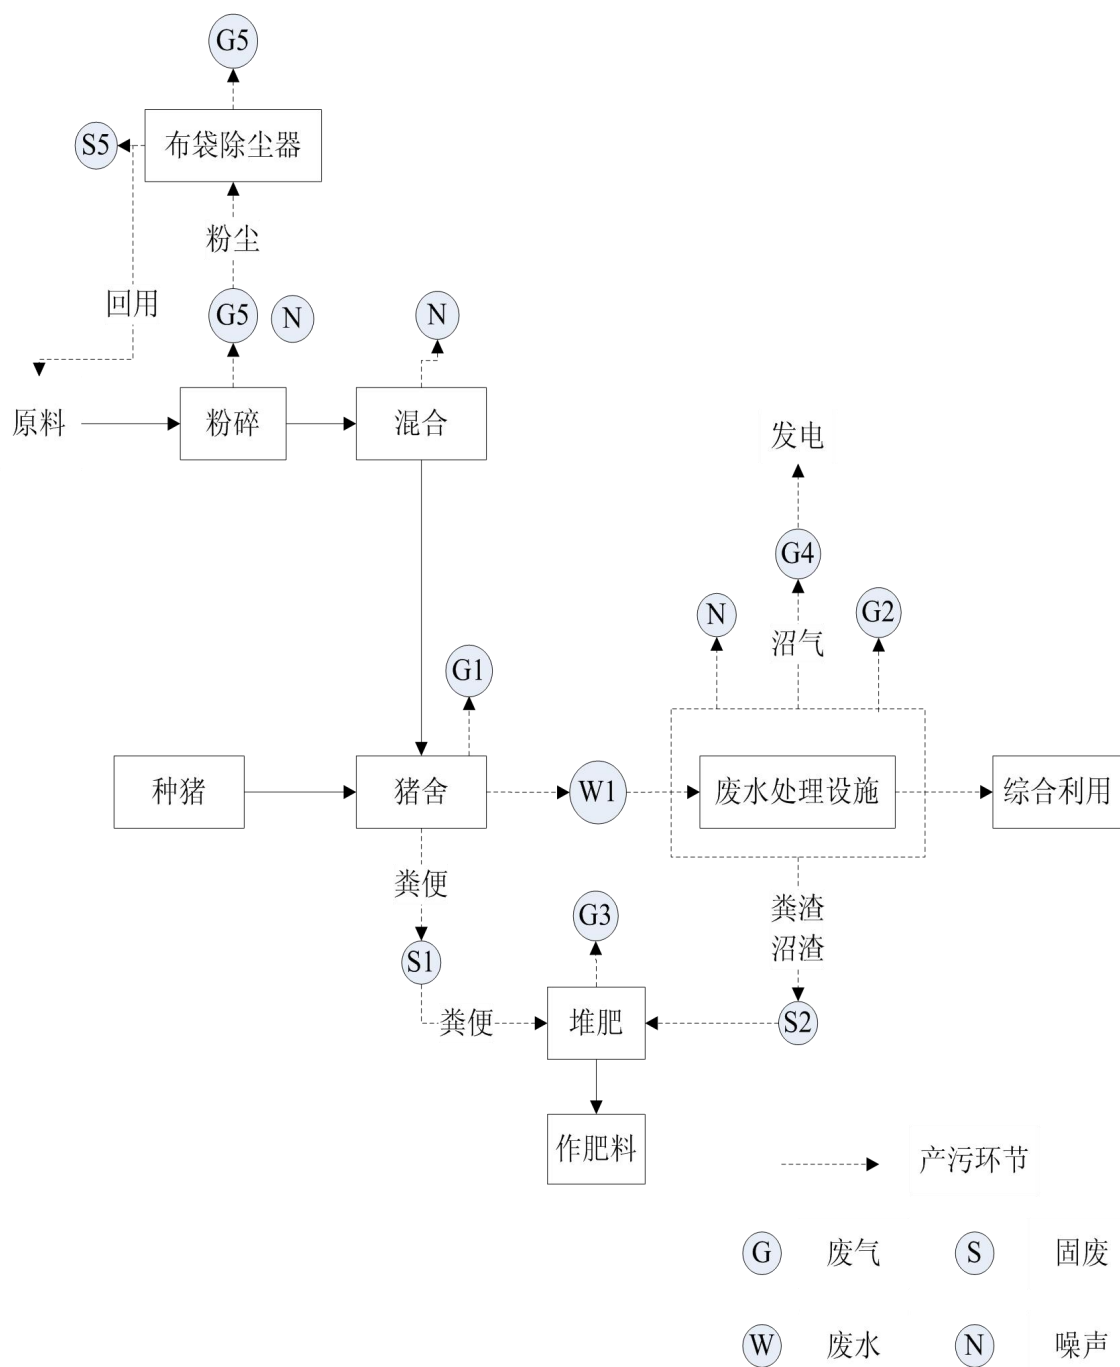 G5
S5
布袋除尘器
粉尘
回用
G5
N
N
原料
粉碎
混合
发电
G4
N
沼气
G2
G1
种猪
猪舍
W1
废水处理设施
综合利用
粪便
G3
粪渣
沼渣
S1
粪便
堆肥
S2
作肥料
产污环节
G 废气
S 固废
W 废水
N 噪声